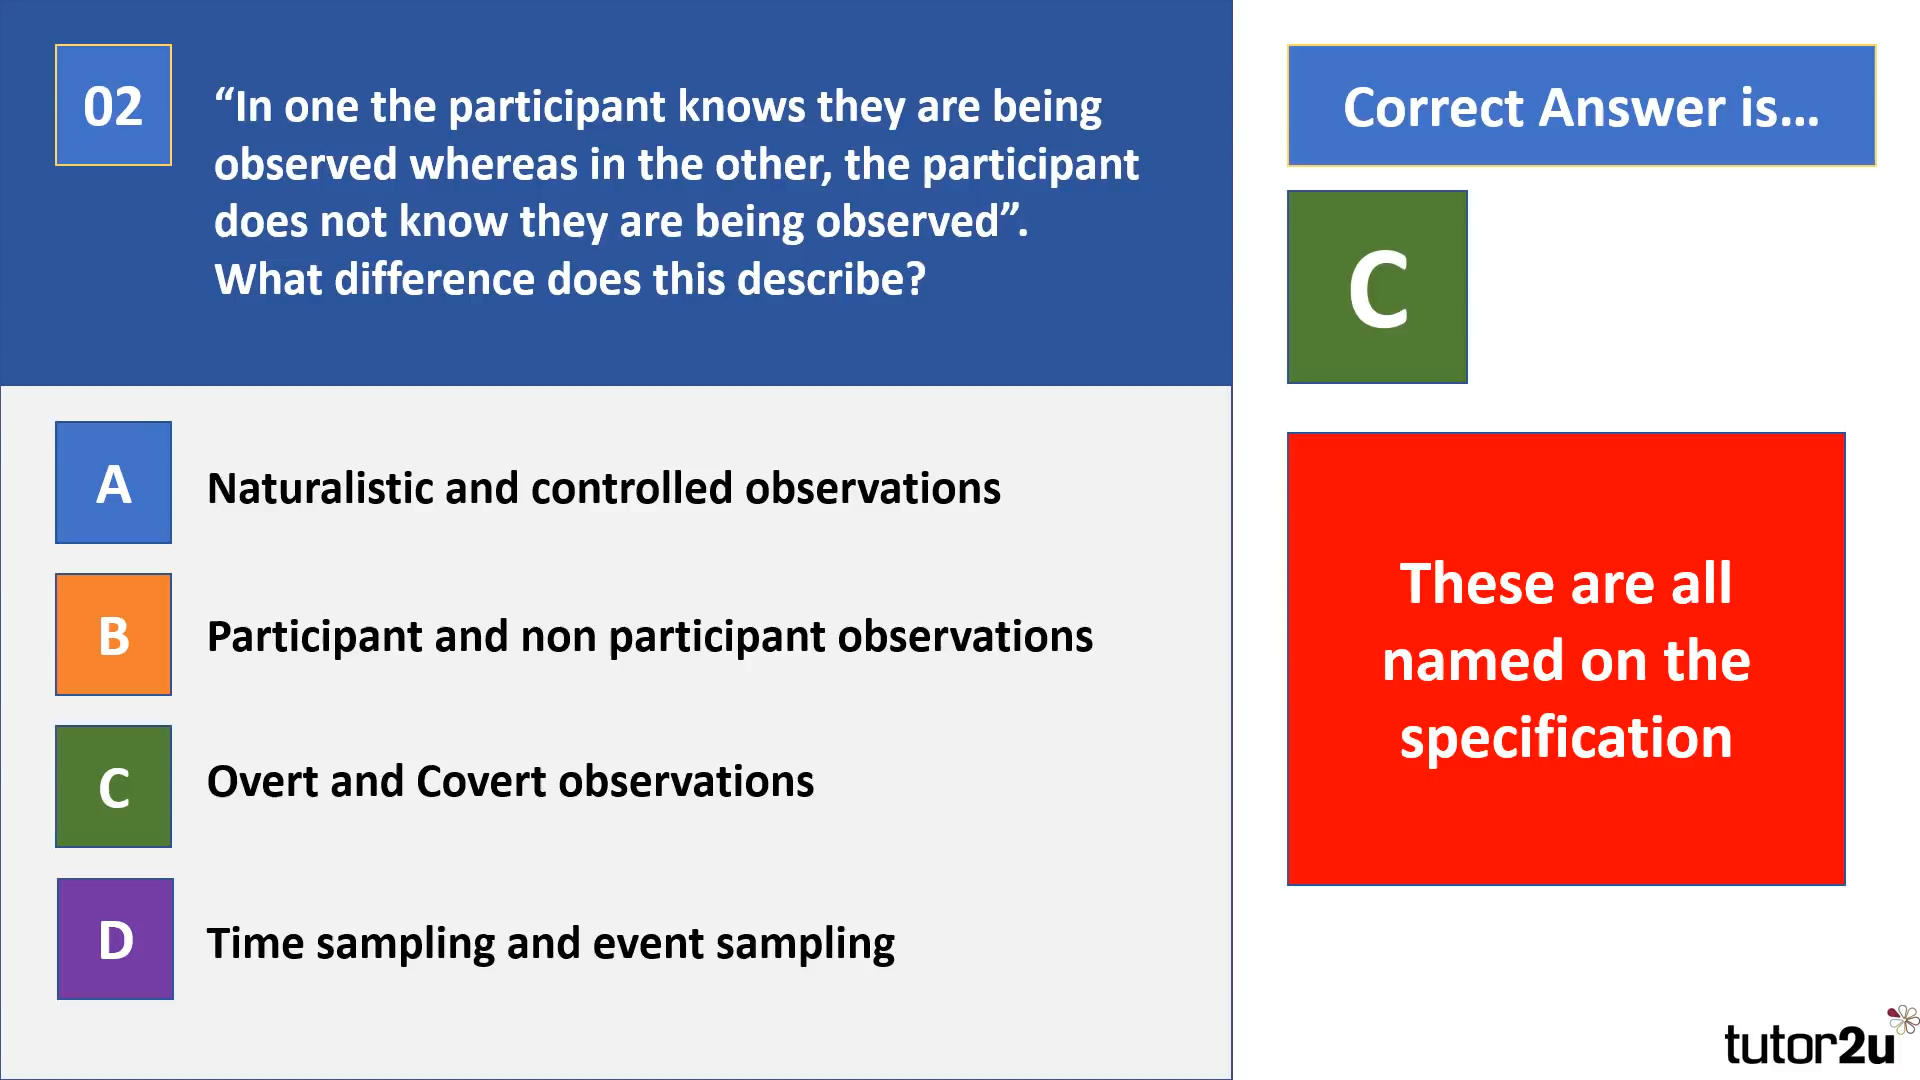 02
“In one the participant knows they are being
observed whereas in the other, the participant
does not know they are being observed”.
What difference does this describe?
A
Naturalistic and controlled observations
B
Participant and non participant observations
C
Overt and Covert observations
D
Time sampling and event sampling
Correct Answer is...
C
These are all
named on the
specification
tutor2u